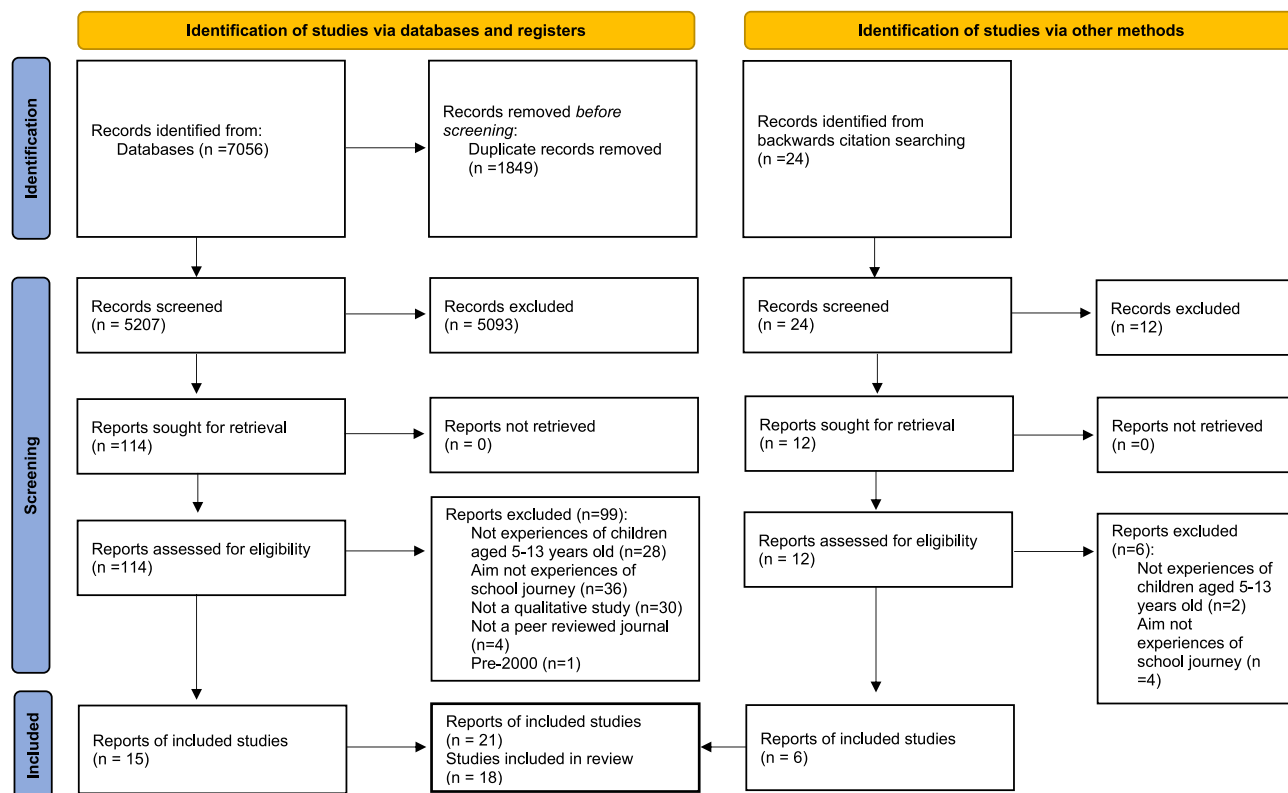 Identification of studies via databases and registers
Identification of studies via other methods
Identification
Records identified from:
Databases (n =7056)
Records removed before
screening:
Duplicate records removed
(n =1849)
Records identified from
backwards citation searching
(n =24)
Screening
Records screened
(n = 5207)
Records excluded
(n = 5093)
Records screened
(n = 24)
Records excluded
(n =12)
Reports sought for retrieval
(n =114)
Reports not retrieved
(n = 0)
Reports sought for retrieval
(n = 12)
Reports not retrieved
(n =0)
Reports assessed for eligibility
(n =114)
Reports excluded (n=99):
Not experiences of children
aged 5-13 years old (n=28)
Aim not experiences of
school journey (n=36)
Not a qualitative study (n=30)
Not a peer reviewed journal
(n=4)
Pre-2000 (n=1)
Reports assessed for eligibility
(n = 12)
Reports excluded
(n=6):
Not experiences of
children aged 5-13
years old (n=2)
Aim not
experiences of
school journey (n
=4)
Included
Reports of included studies
(n = 15)
Reports of included studies
(n = 21)
Studies included in review
(n = 18)
Reports of included studies
(n = 6)